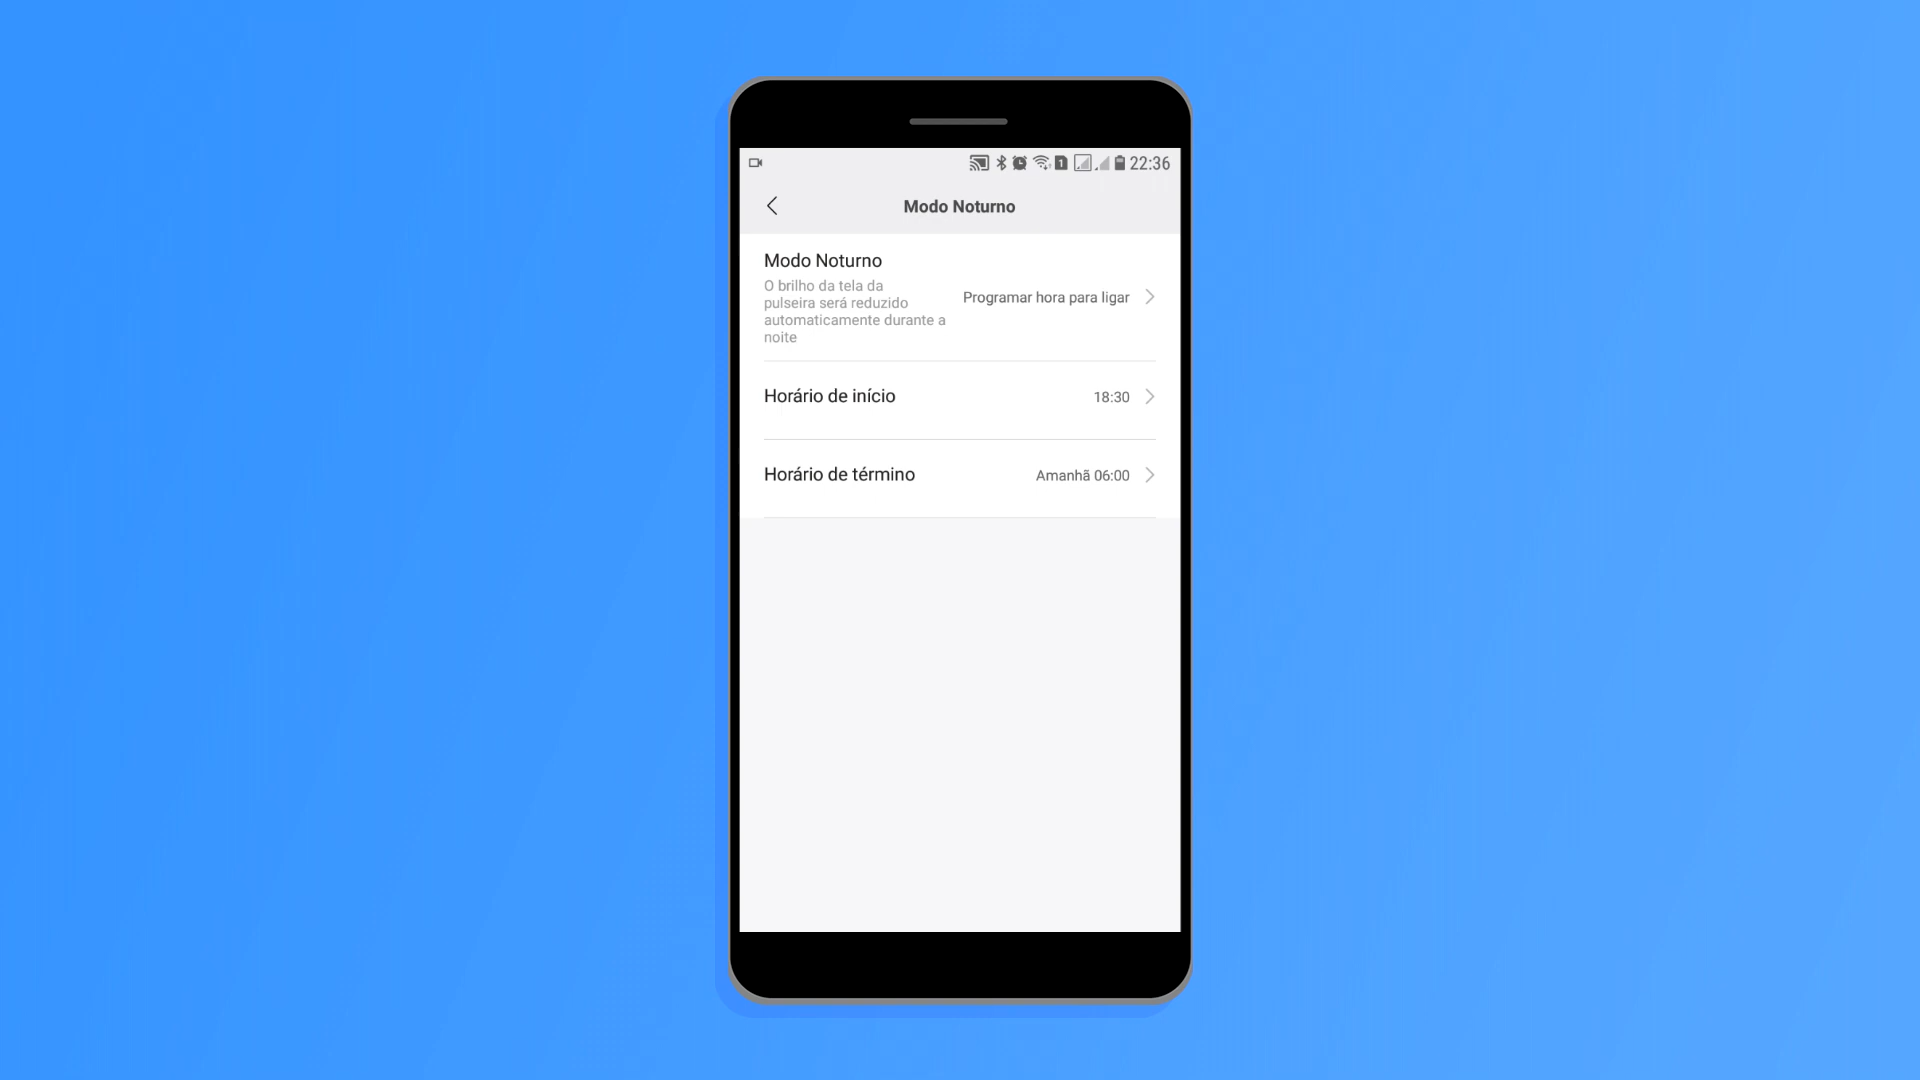 1 22:36
Modo Noturno
Modo Noturno
O brilho da tela da
pulseira será reduzido
automaticamente durante a
noite
Programar hora para ligar
Horário de início 18:30
Horário de término Amanhã 06:00